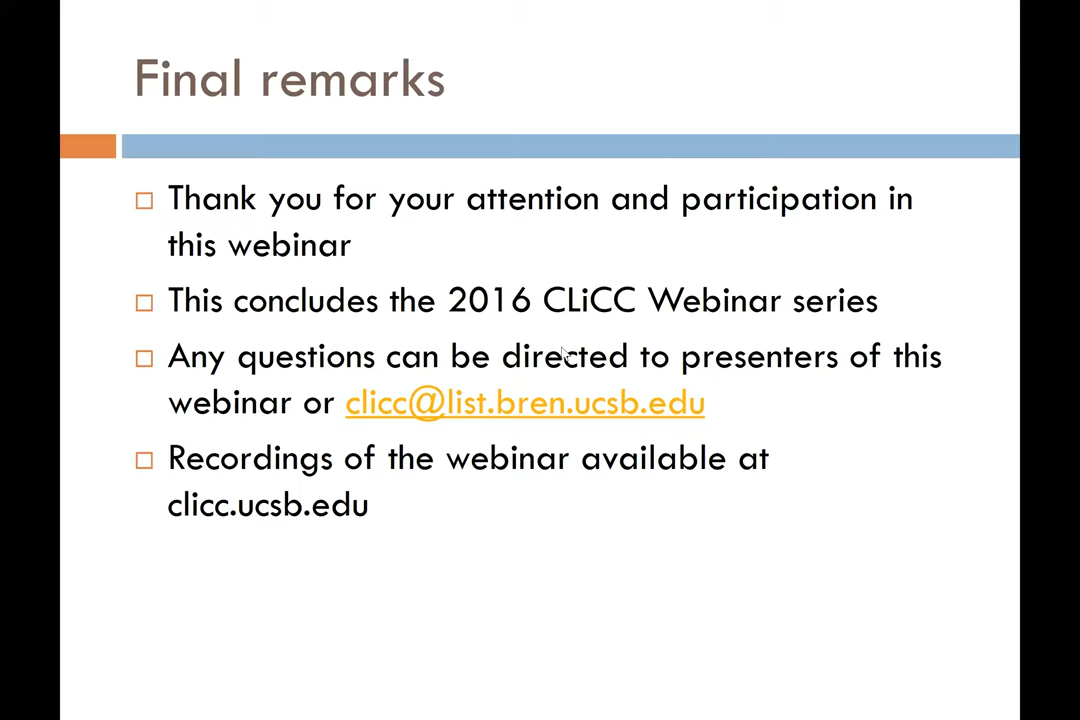 Final remarks
Thank you for your attention and participation in
this webinar
This concludes the 2016 CLiCC Webinar series
Any questions can be directed to presenters of this
webinar or clicc@list.bren.ucsb.edu
Recordings of the webinar available at
clicc.ucsb.edu